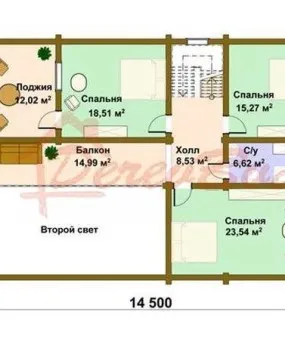 Лоджия
12,02 м²
Спальня
18,51 м²
Спальня
15,27 м²
Балкон
14,99 м²
Холл
8,53 м²
С/у
6,62 м²
Второй свет
Спальня
23,54 м²
14 500